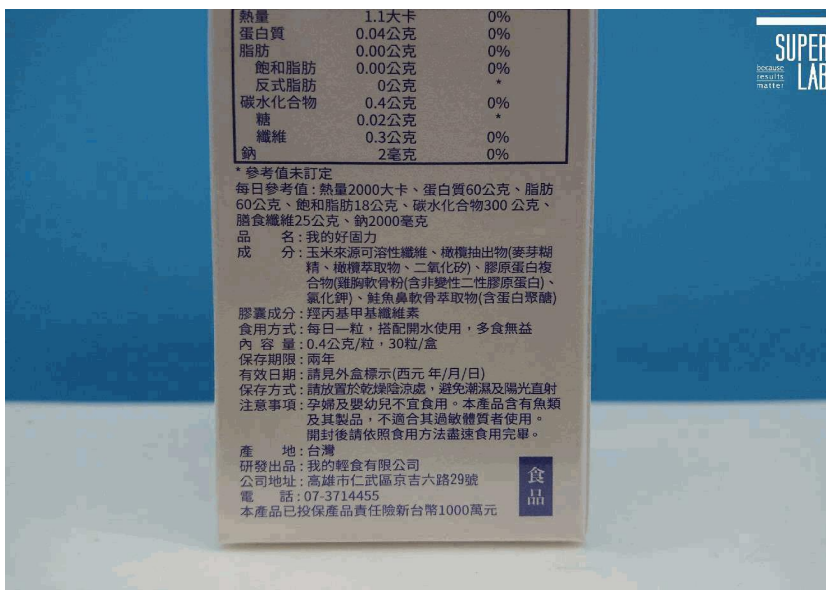 熱量 1.1大卡 0%
蛋白質 0.04公克 0%
脂肪 0.00公克 0%
飽和脂肪 0.00公克 0%
反式脂肪 0公克 *
碳水化合物 0.4公克 0%
糖 0.02公克 *
纖維 0.3公克 0%
鈉 2毫克 0%
* 參考值未訂定
每日參考值:熱量2000大卡、蛋白質60公克、脂肪
60公克、飽和脂肪18公克、碳水化合物300 公克、
膳食纖維25公克、鈉2000毫克
品 名:我的好固力
成 分:玉米來源可溶性纖維、橄欖抽出物(麥芽糊
精、橄欖萃取物、二氧化矽)、膠原蛋白複
合物(雞胸軟骨粉(含非變性二性膠原蛋白)、
氯化鉀)、鮭魚鼻軟骨萃取物(含蛋白聚醣)
膠囊成分:羥丙基甲基纖維素
食用方式:每日一粒，搭配開水使用，多食無益
內 容 量:0.4公克/粒，30粒/盒
保存期限:兩年
有效日期:請見外盒標示(西元 年/月/日)
保存方式:請放置於乾燥陰涼處，避免潮濕及陽光直射
注意事項:孕婦及嬰幼兒不宜食用。本產品含有魚類
及其製品，不適合其過敏體質者使用。
開封後請依照食用方法盡速食用完畢。
產 地:台灣
研發出品:我的輕食有限公司
公司地址:高雄市仁武區京吉六路29號
電 話:07-3714455
本產品已投保產品責任險新台幣1000萬元
食品
SUPER
LAB
because
results
matter